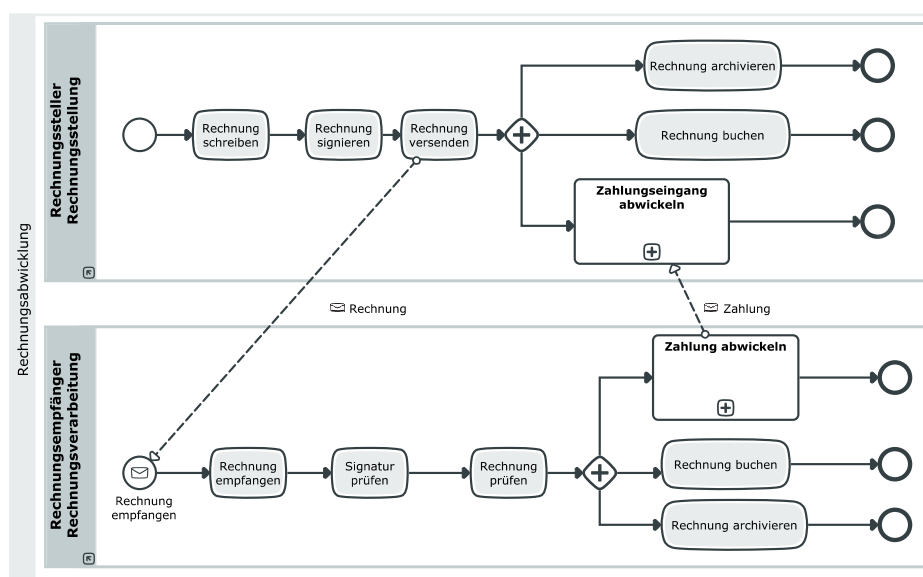 Rechnungsabwicklung
Rechnungssteller
Rechnungsstellung
Rechnung
schreiben
Rechnung
signieren
Rechnung
versenden
Rechnung archivieren
Rechnung buchen
Zahlungseingang
abwickeln
Rechnung
Zahlung
Rechnungsempfänger
Rechnungsverarbeitung
Rechnung
empfangen
Rechnung
empfangen
Signatur
prüfen
Rechnung
prüfen
Zahlung abwickeln
Rechnung buchen
Rechnung archivieren